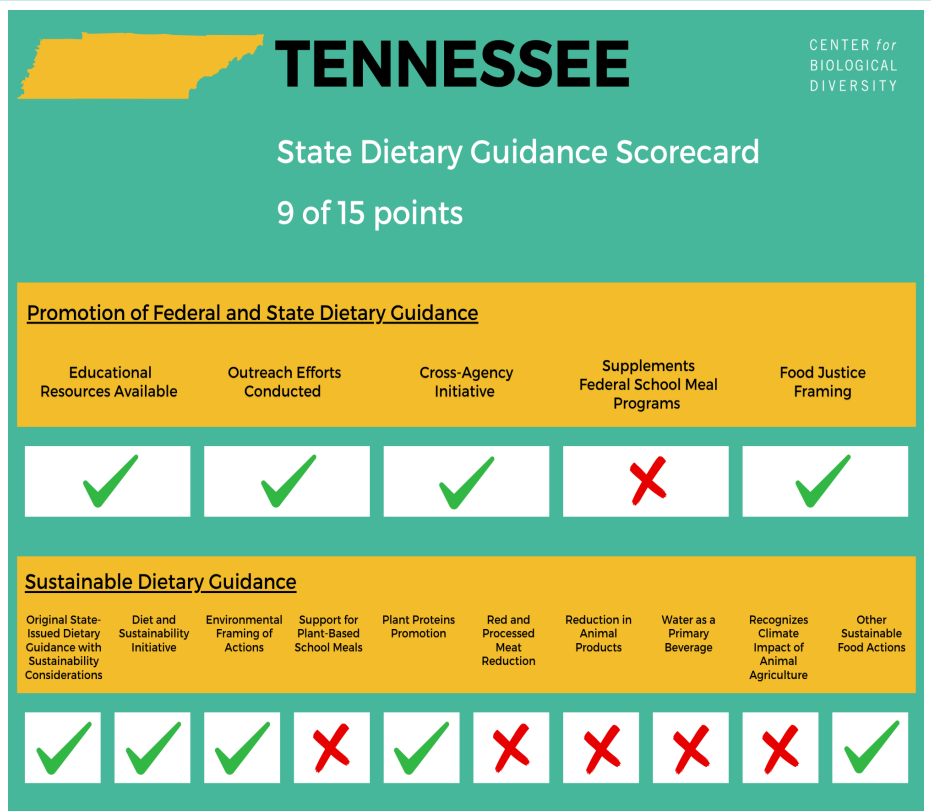 TENNESSEE
CENTER for
BIOLOGICAL
DIVERSITY
State Dietary Guidance Scorecard
9 of 15 points
Promotion of Federal and State Dietary Guidance
Educational
Resources Available
Outreach Efforts
Conducted
Cross-Agency
Initiative
Supplements
Federal School Meal
Programs
Food Justice
Framing
Sustainable Dietary Guidance
Original State-
Issued Dietary
Guidance with
Sustainability
Considerations
Diet and
Sustainability
Initiative
Environmental
Framing of
Actions
Support for
Plant-Based
School Meals
Plant Proteins
Promotion
Red and
Processed
Meat
Reduction
Reduction in
Animal
Products
Water as a
Primary
Beverage
Recognizes
Climate
Impact of
Animal
Agriculture
Other
Sustainable
Food Actions